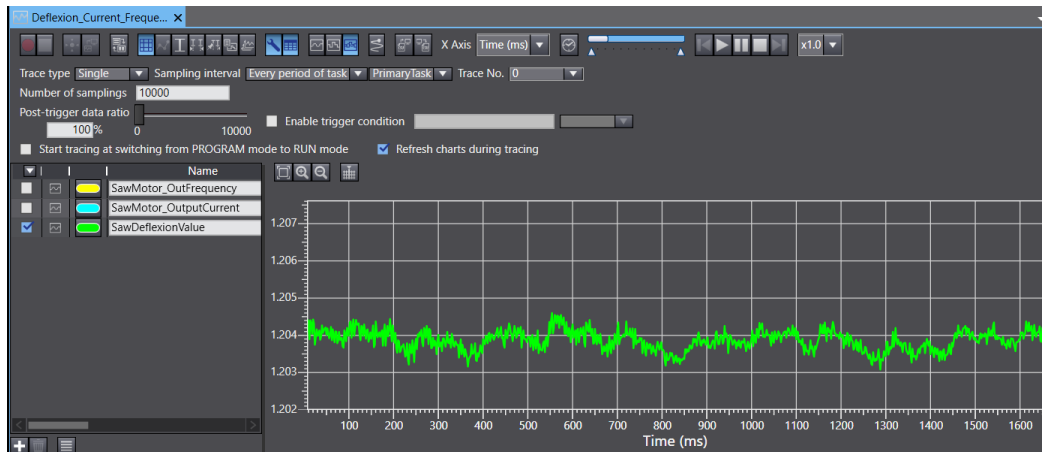 Deflexion_Current_Freque... X
X Axis Time (ms) x1.0
Trace type Single Sampling interval Every period of task PrimaryTask Trace No. 0
Number of samplings 10000
Post-trigger data ratio
100 % 0 10000 Enable trigger condition
Start tracing at switching from PROGRAM mode to RUN mode Refresh charts during tracing
Name
SawMotor_OutFrequency
SawMotor_OutputCurrent
SawDeflexionValue
1.207
1.206
1.205
1.204
1.203
1.202
100 200 300 400 500 600 700 800 900 1000 1100 1200 1300 1400 1500 1600
Time (ms)